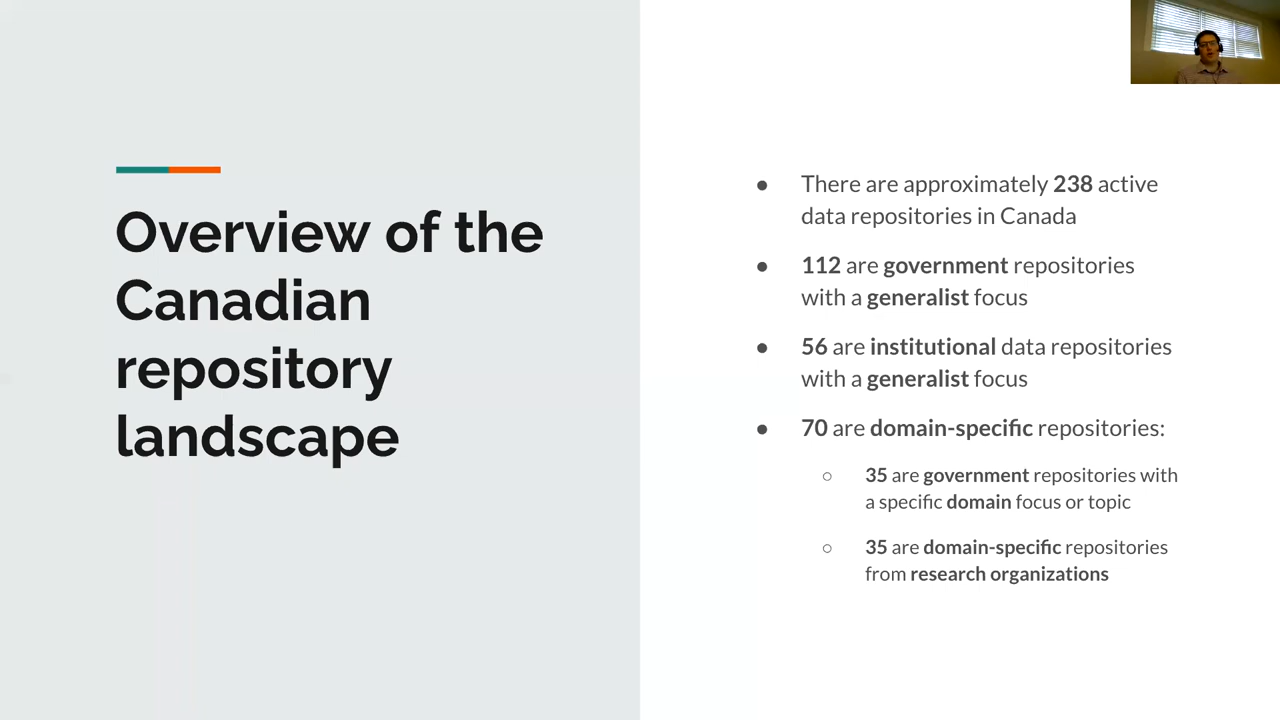 Overview of the
Canadian
repository
landscape
● There are approximately 238 active
data repositories in Canada
● 112 are government repositories
with a generalist focus
● 56 are institutional data repositories
with a generalist focus
● 70 are domain-specific repositories:
○ 35 are government repositories with
a specific domain focus or topic
○ 35 are domain-specific repositories
from research organizations